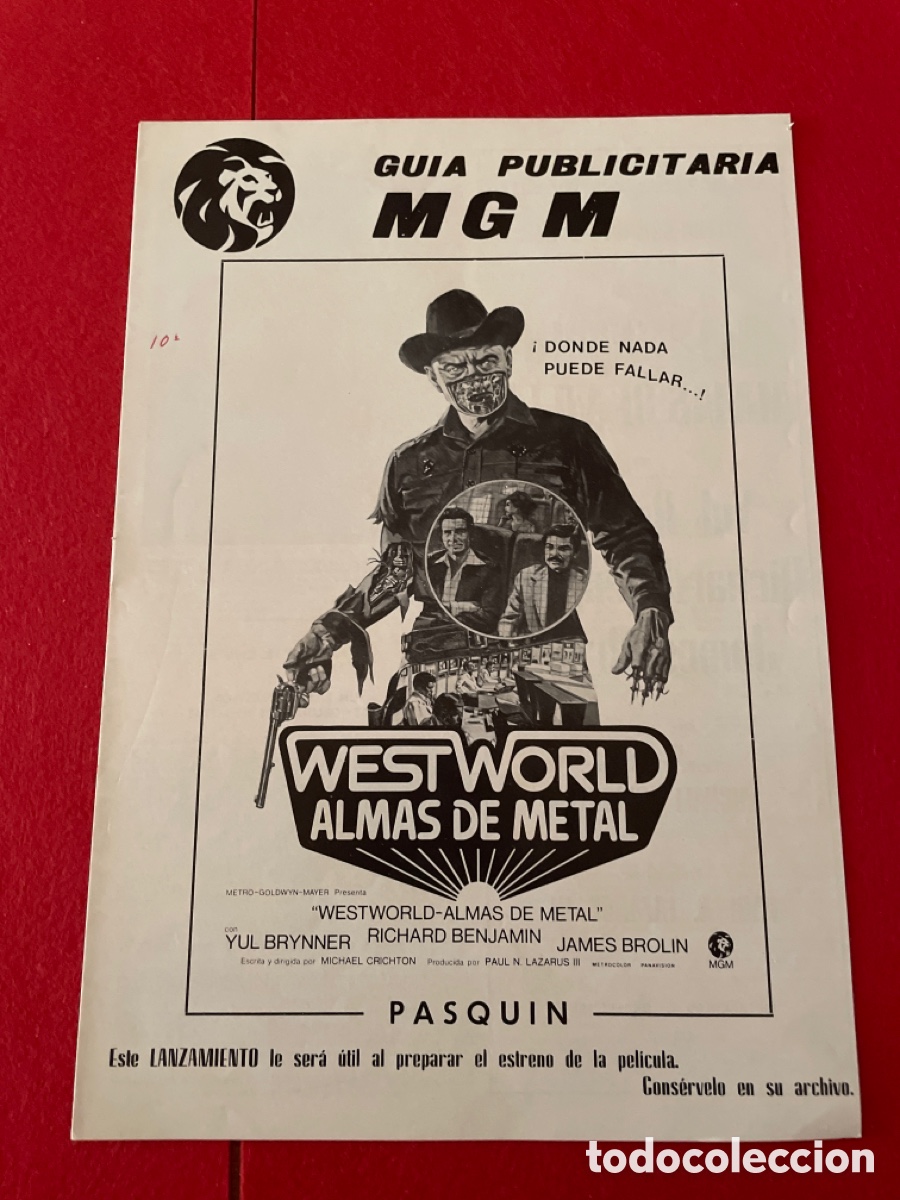 GUIA PUBLICITARIA
MGM
10
¡ DONDE NADA
PUEDE FALLAR...!
WESTWORLD
ALMAS DE METAL
METRO-GOLDWYN-MAYER Presenta
"WESTWORLD-ALMAS DE METAL"
con
YUL BRYNNER RICHARD BENJAMIN JAMES BROLIN
Escrita y dirigida por MICHAEL CRICHTON Producida por PAUL N. LAZARUS III METROCOLOR PANAVISION
MGM
PASQUIN
Este LANZAMIENTO le será útil al preparar el estreno de la película.
Consérvelo en su archivo.
todocoleccion